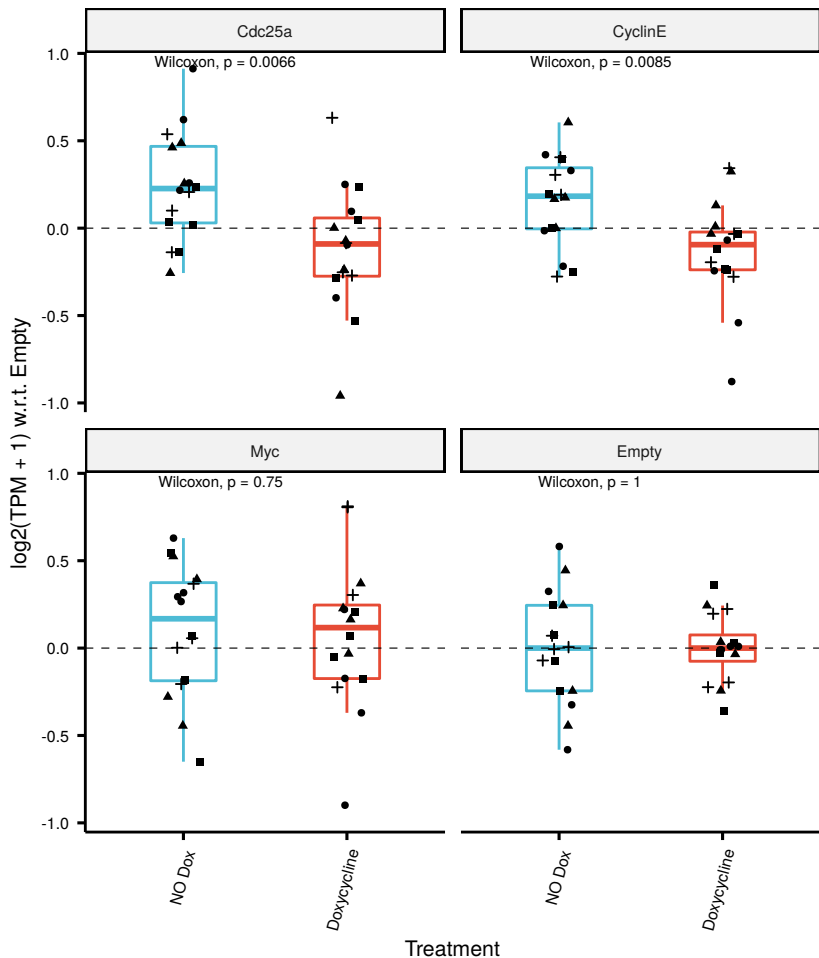 Cdc25a
CyclinE
Wilcoxon, p = 0.0066
Wilcoxon, p = 0.0085
1.0
0.5
0.0
-0.5
-1.0
Myc
Empty
Wilcoxon, p = 0.75
Wilcoxon, p = 1
1.0
0.5
0.0
-0.5
-1.0
log2(TPM + 1) w.r.t. Empty
NO Dox
Doxycycline
NO Dox
Doxycycline
Treatment